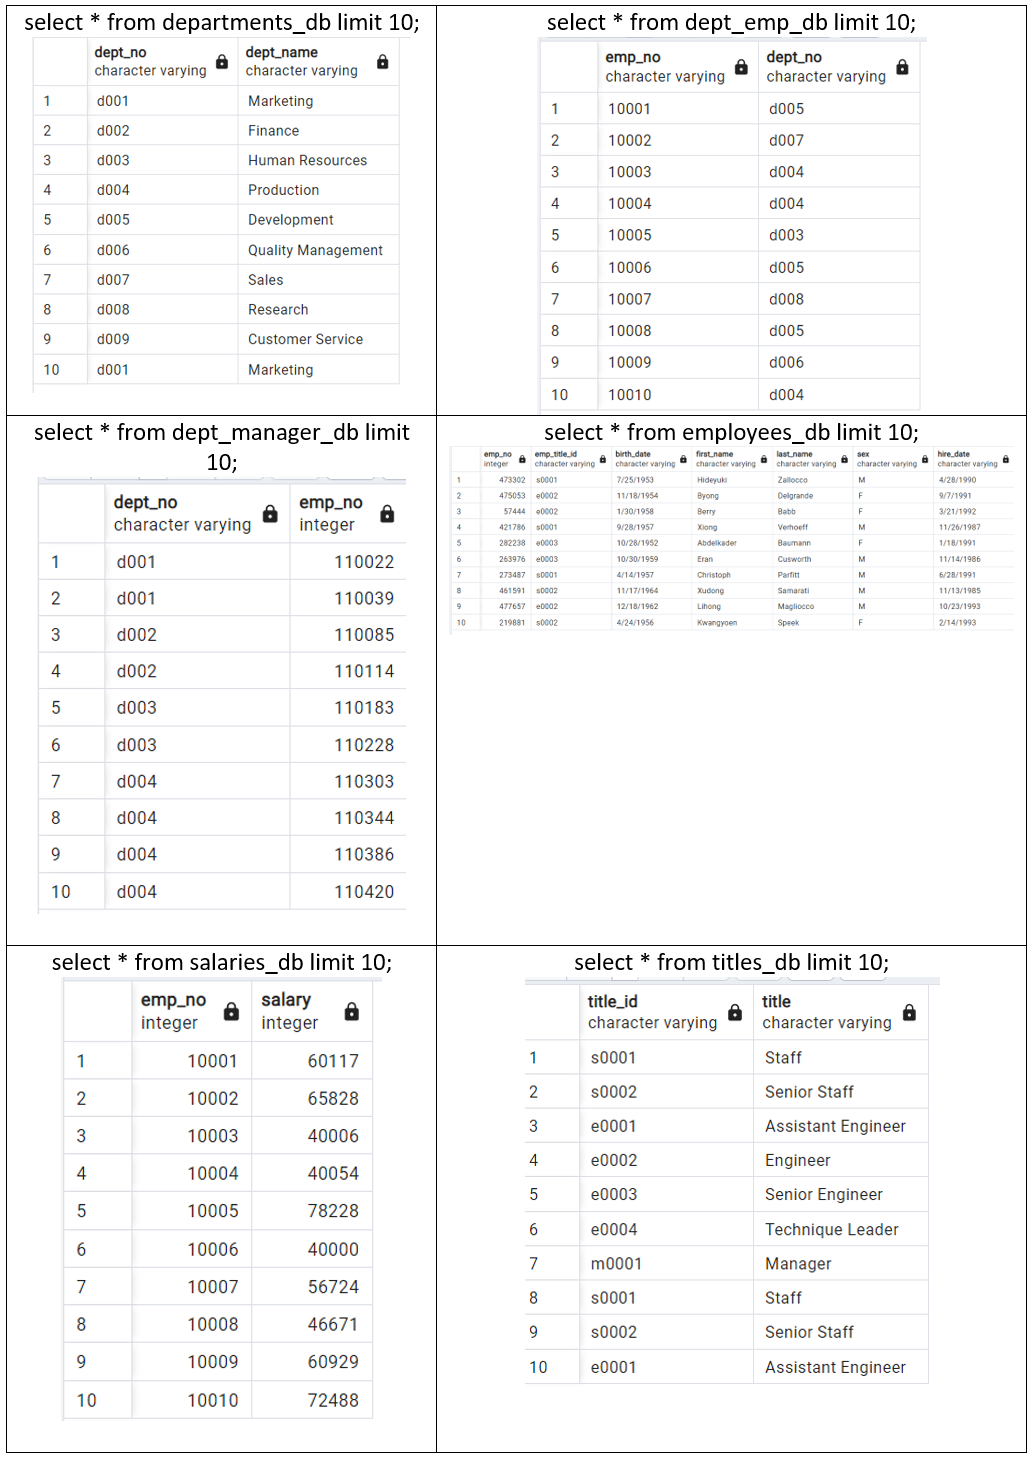 select * from departments_db limit 10;
dept_no dept_name
character varying character varying
1 d001 Marketing
2 d002 Finance
3 d003 Human Resources
4 d004 Production
5 d005 Development
6 d006 Quality Management
7 d007 Sales
8 d008 Research
9 d009 Customer Service
10 d001 Marketing
select * from dept_emp_db limit 10;
emp_no dept_no
character varying character varying
1 10001 d005
2 10002 d007
3 10003 d004
4 10004 d004
5 10005 d003
6 10006 d005
7 10007 d008
8 10008 d005
9 10009 d006
10 10010 d004
select * from dept_manager_db limit
10;
dept_no emp_no
character varying integer
1 d001 110022
2 d001 110039
3 d002 110085
4 d002 110114
5 d003 110183
6 d003 110228
7 d004 110303
8 d004 110344
9 d004 110386
10 d004 110420
select * from employees_db limit 10;
emp_no emp_title_id birth_date first_name last_name sex hire_date
integer character varying character varying character varying character varying character varying character varying
1 473302 s0001 7/25/1953 Hideyuki Zallocco M 4/28/1990
2 475053 e0002 11/18/1954 Byong Delgrande F 9/7/1991
3 57444 e0002 1/30/1958 Berry Babb F 3/21/1992
4 421786 s0001 9/28/1957 Xiong Verhoeff M 11/26/1987
5 282238 e0003 10/28/1952 Abdelkader Baumann F 1/18/1991
6 263976 e0003 10/30/1959 Eran Cusworth M 11/14/1986
7 273487 s0001 4/14/1957 Christoph Parfitt M 6/28/1991
8 461591 s0002 11/17/1964 Xudong Samarati M 11/13/1985
9 477657 e0002 12/18/1962 Lihong Magliocco M 10/23/1993
10 219881 s0002 4/24/1956 Kwangyoen Speek F 2/14/1993
select * from salaries_db limit 10;
emp_no salary
integer integer
1 10001 60117
2 10002 65828
3 10003 40006
4 10004 40054
5 10005 78228
6 10006 40000
7 10007 56724
8 10008 46671
9 10009 60929
10 10010 72488
select * from titles_db limit 10;
title_id title
character varying character varying
1 s0001 Staff
2 s0002 Senior Staff
3 e0001 Assistant Engineer
4 e0002 Engineer
5 e0003 Senior Engineer
6 e0004 Technique Leader
7 m0001 Manager
8 s0001 Staff
9 s0002 Senior Staff
10 e0001 Assistant Engineer